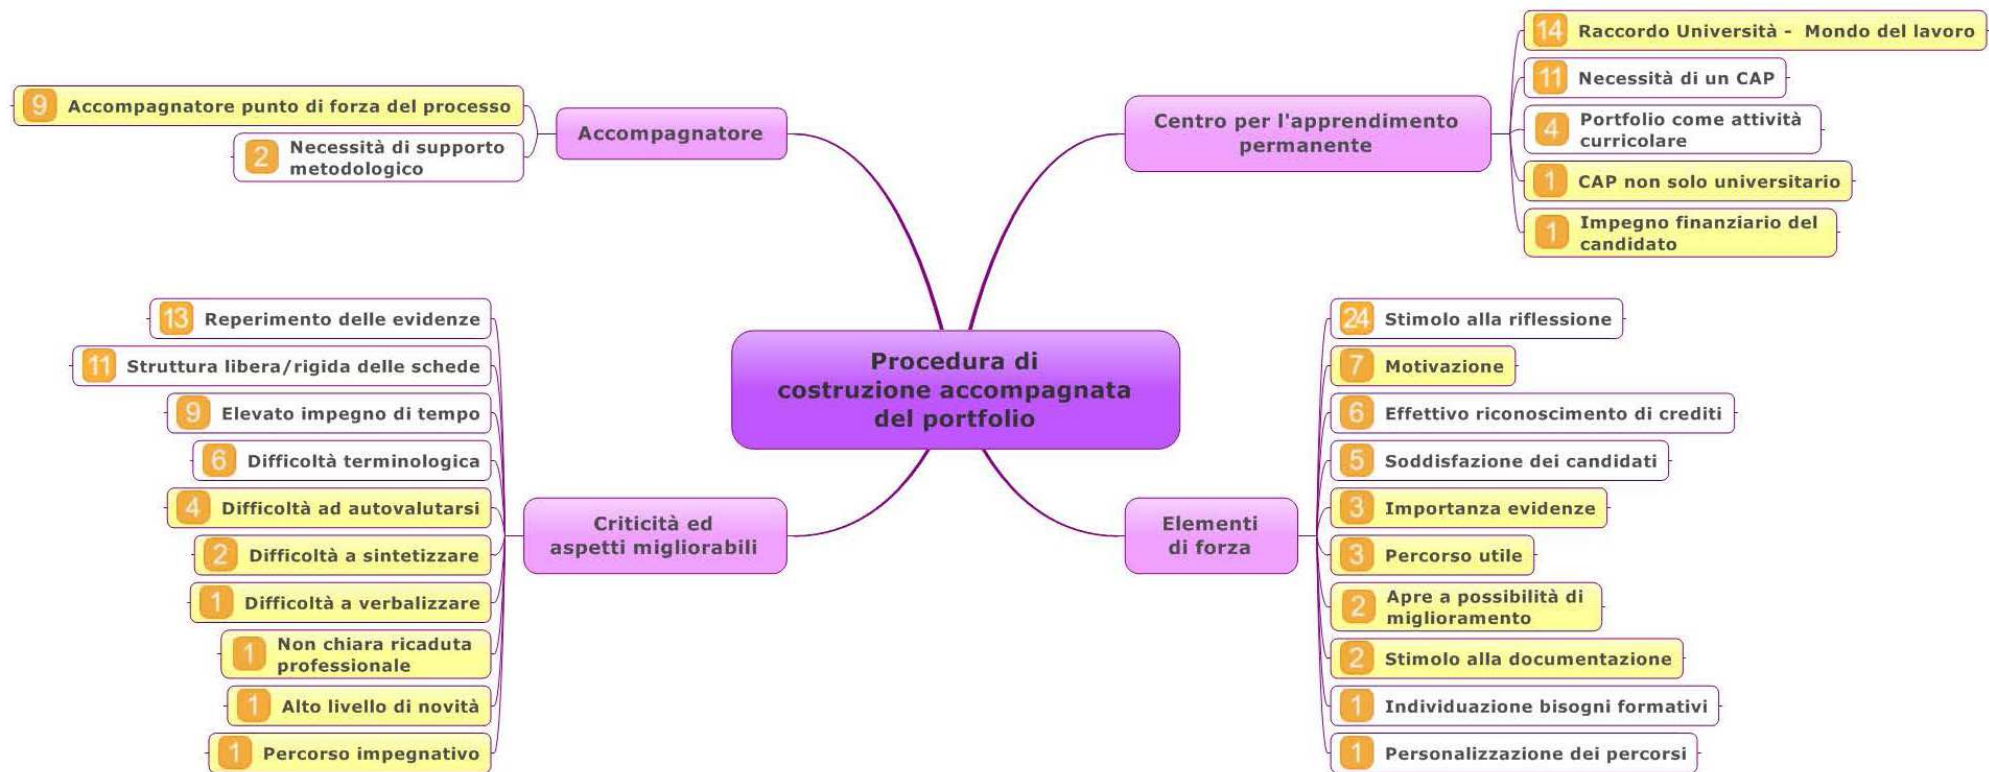 9 Accompagnatore punto di forza del processo
2 Necessità di supporto
metodologico
Accompagnatore
Centro per l'apprendimento
permanente
14 Raccordo Università - Mondo del lavoro
11 Necessità di un CAP
4 Portfolio come attività
curricolare
1 CAP non solo universitario
1 Impegno finanziario del
candidato
Procedura di
costruzione accompagnata
del portfolio
13 Reperimento delle evidenze
11 Struttura libera/rigida delle schede
9 Elevato impegno di tempo
6 Difficoltà terminologica
4 Difficoltà ad autovalutarsi
2 Difficoltà a sintetizzare
1 Difficoltà a verbalizzare
1 Non chiara ricaduta
professionale
1 Alto livello di novità
1 Percorso impegnativo
Criticità ed
aspetti migliorabili
Elementi
di forza
24 Stimolo alla riflessione
7 Motivazione
6 Effettivo riconoscimento di crediti
5 Soddisfazione dei candidati
3 Importanza evidenze
3 Percorso utile
2 Apre a possibilità di
miglioramento
2 Stimolo alla documentazione
1 Individuazione bisogni formativi
1 Personalizzazione dei percorsi